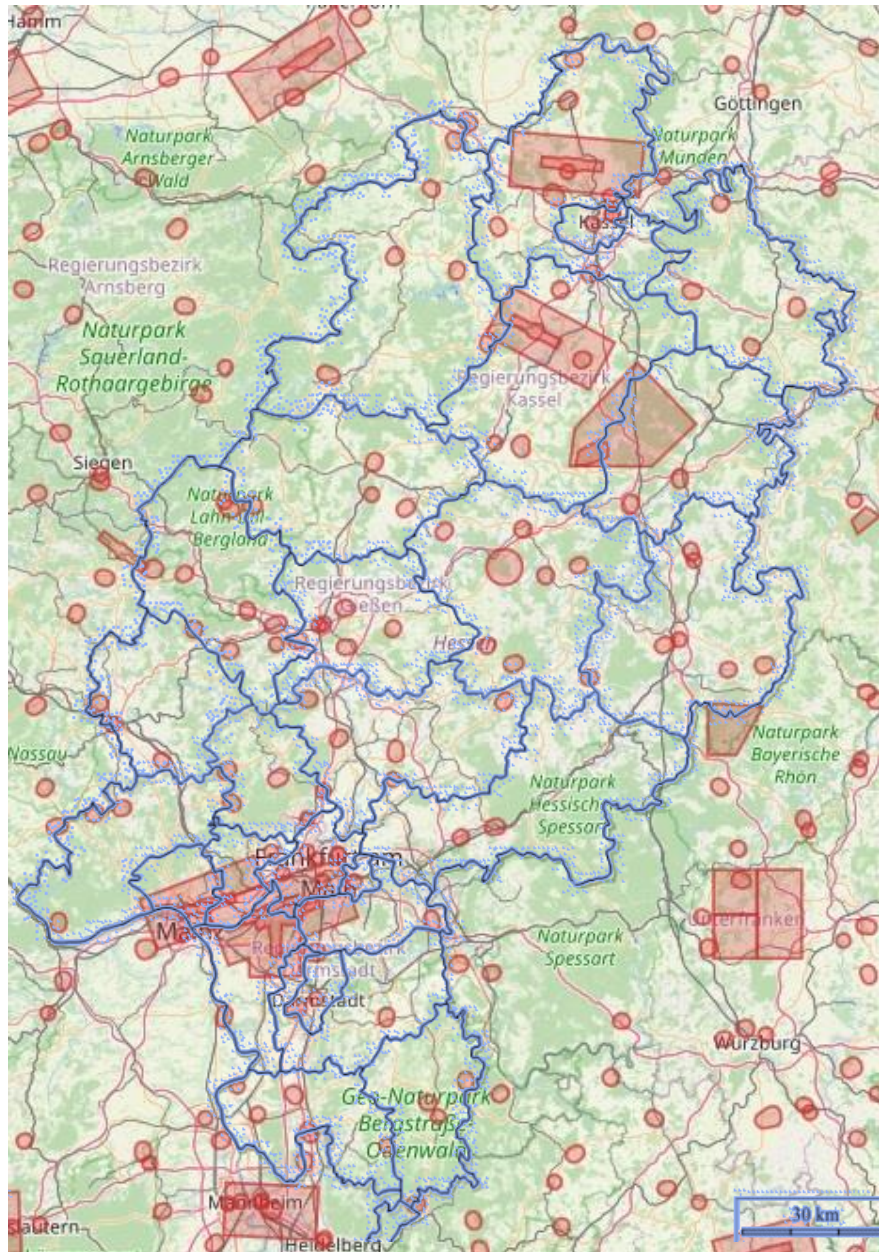 Hamm
Göttingen
Naturpark
Arnsberger
Wald
Naturpark
Münden
Kassel
Regierungsbezirk
Arnsberg
Naturpark
Sauerland-
Rothaargebirge
Regierungsbezirk
Kassel
Siegen
Naturpark
Lahn-Dill-
Bergland
Regierungsbezirk
Gießen
Hessen
Nassau
Naturpark
Bayerische
Rhön
Naturpark
Hessischer
Spessart
Frankfurt am
Main
Mainz
Unterfranken
Regierungsbezirk
Darmstadt
Naturpark
Spessart
Darmstadt
Würzburg
Geo-Naturpark
Bergstraße-
Odenwald
Mannheim
30 km
slautern
Heidelberg